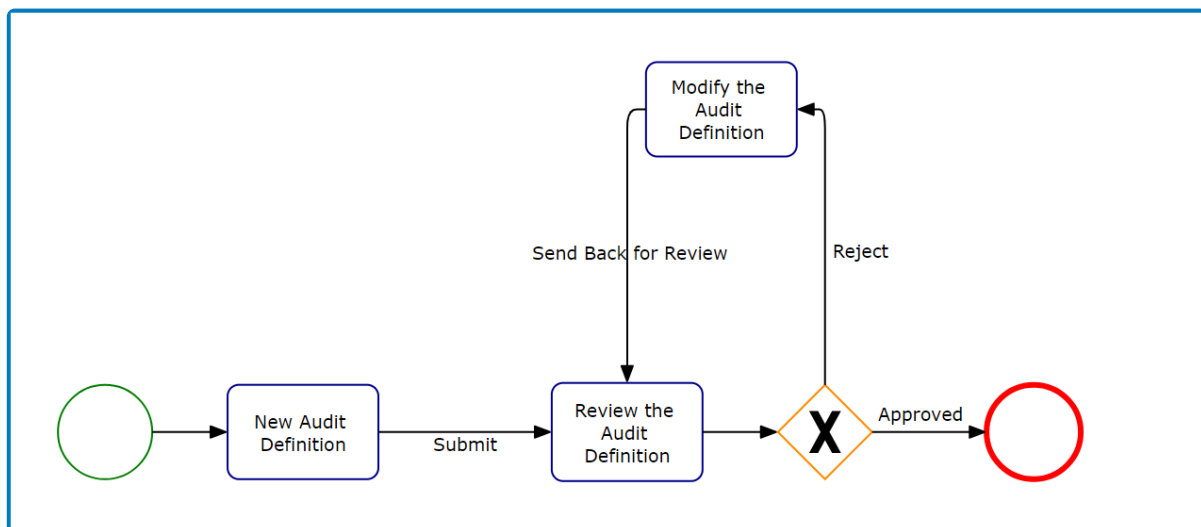 Modify the
Audit
Definition
Send Back for Review
Reject
New Audit
Definition
Submit
Review the
Audit
Definition
X
Approved